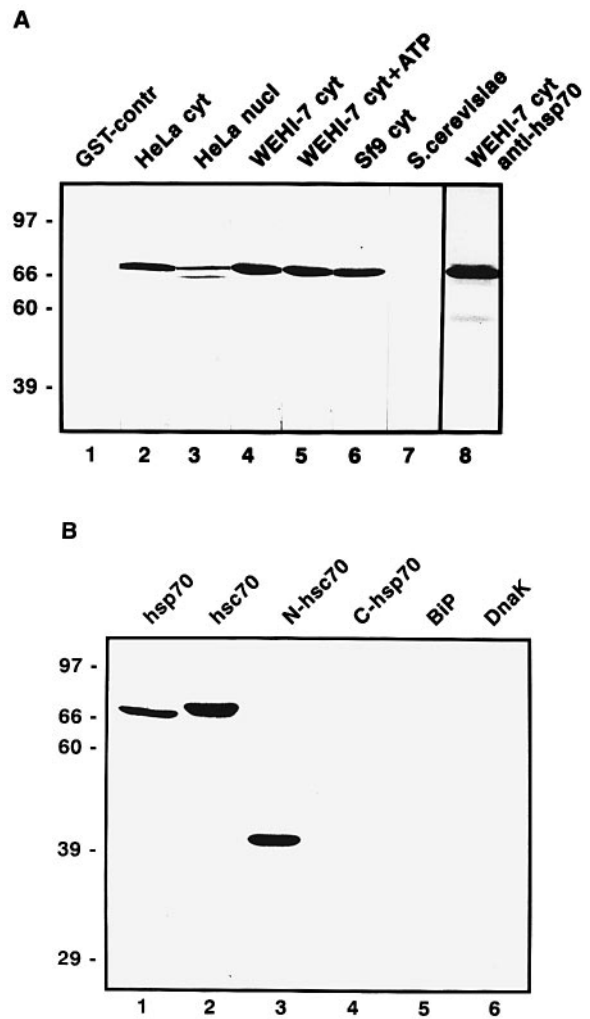 A
GST-contr
HeLa cyt
HeLa nucl
WEHI-7 cyt
WEHI-7 cyt+ATP
Sf9 cyt
S.cerevisiae
WEHI-7 cyt
anti-hsp70
97 -
66 -
60 -
39 -
1 2 3 4 5 6 7 8
B
hsp70
hsc70
N-hsc70
C-hsp70
BiP
DnaK
97 -
66 -
60 -
39 -
29 -
1 2 3 4 5 6